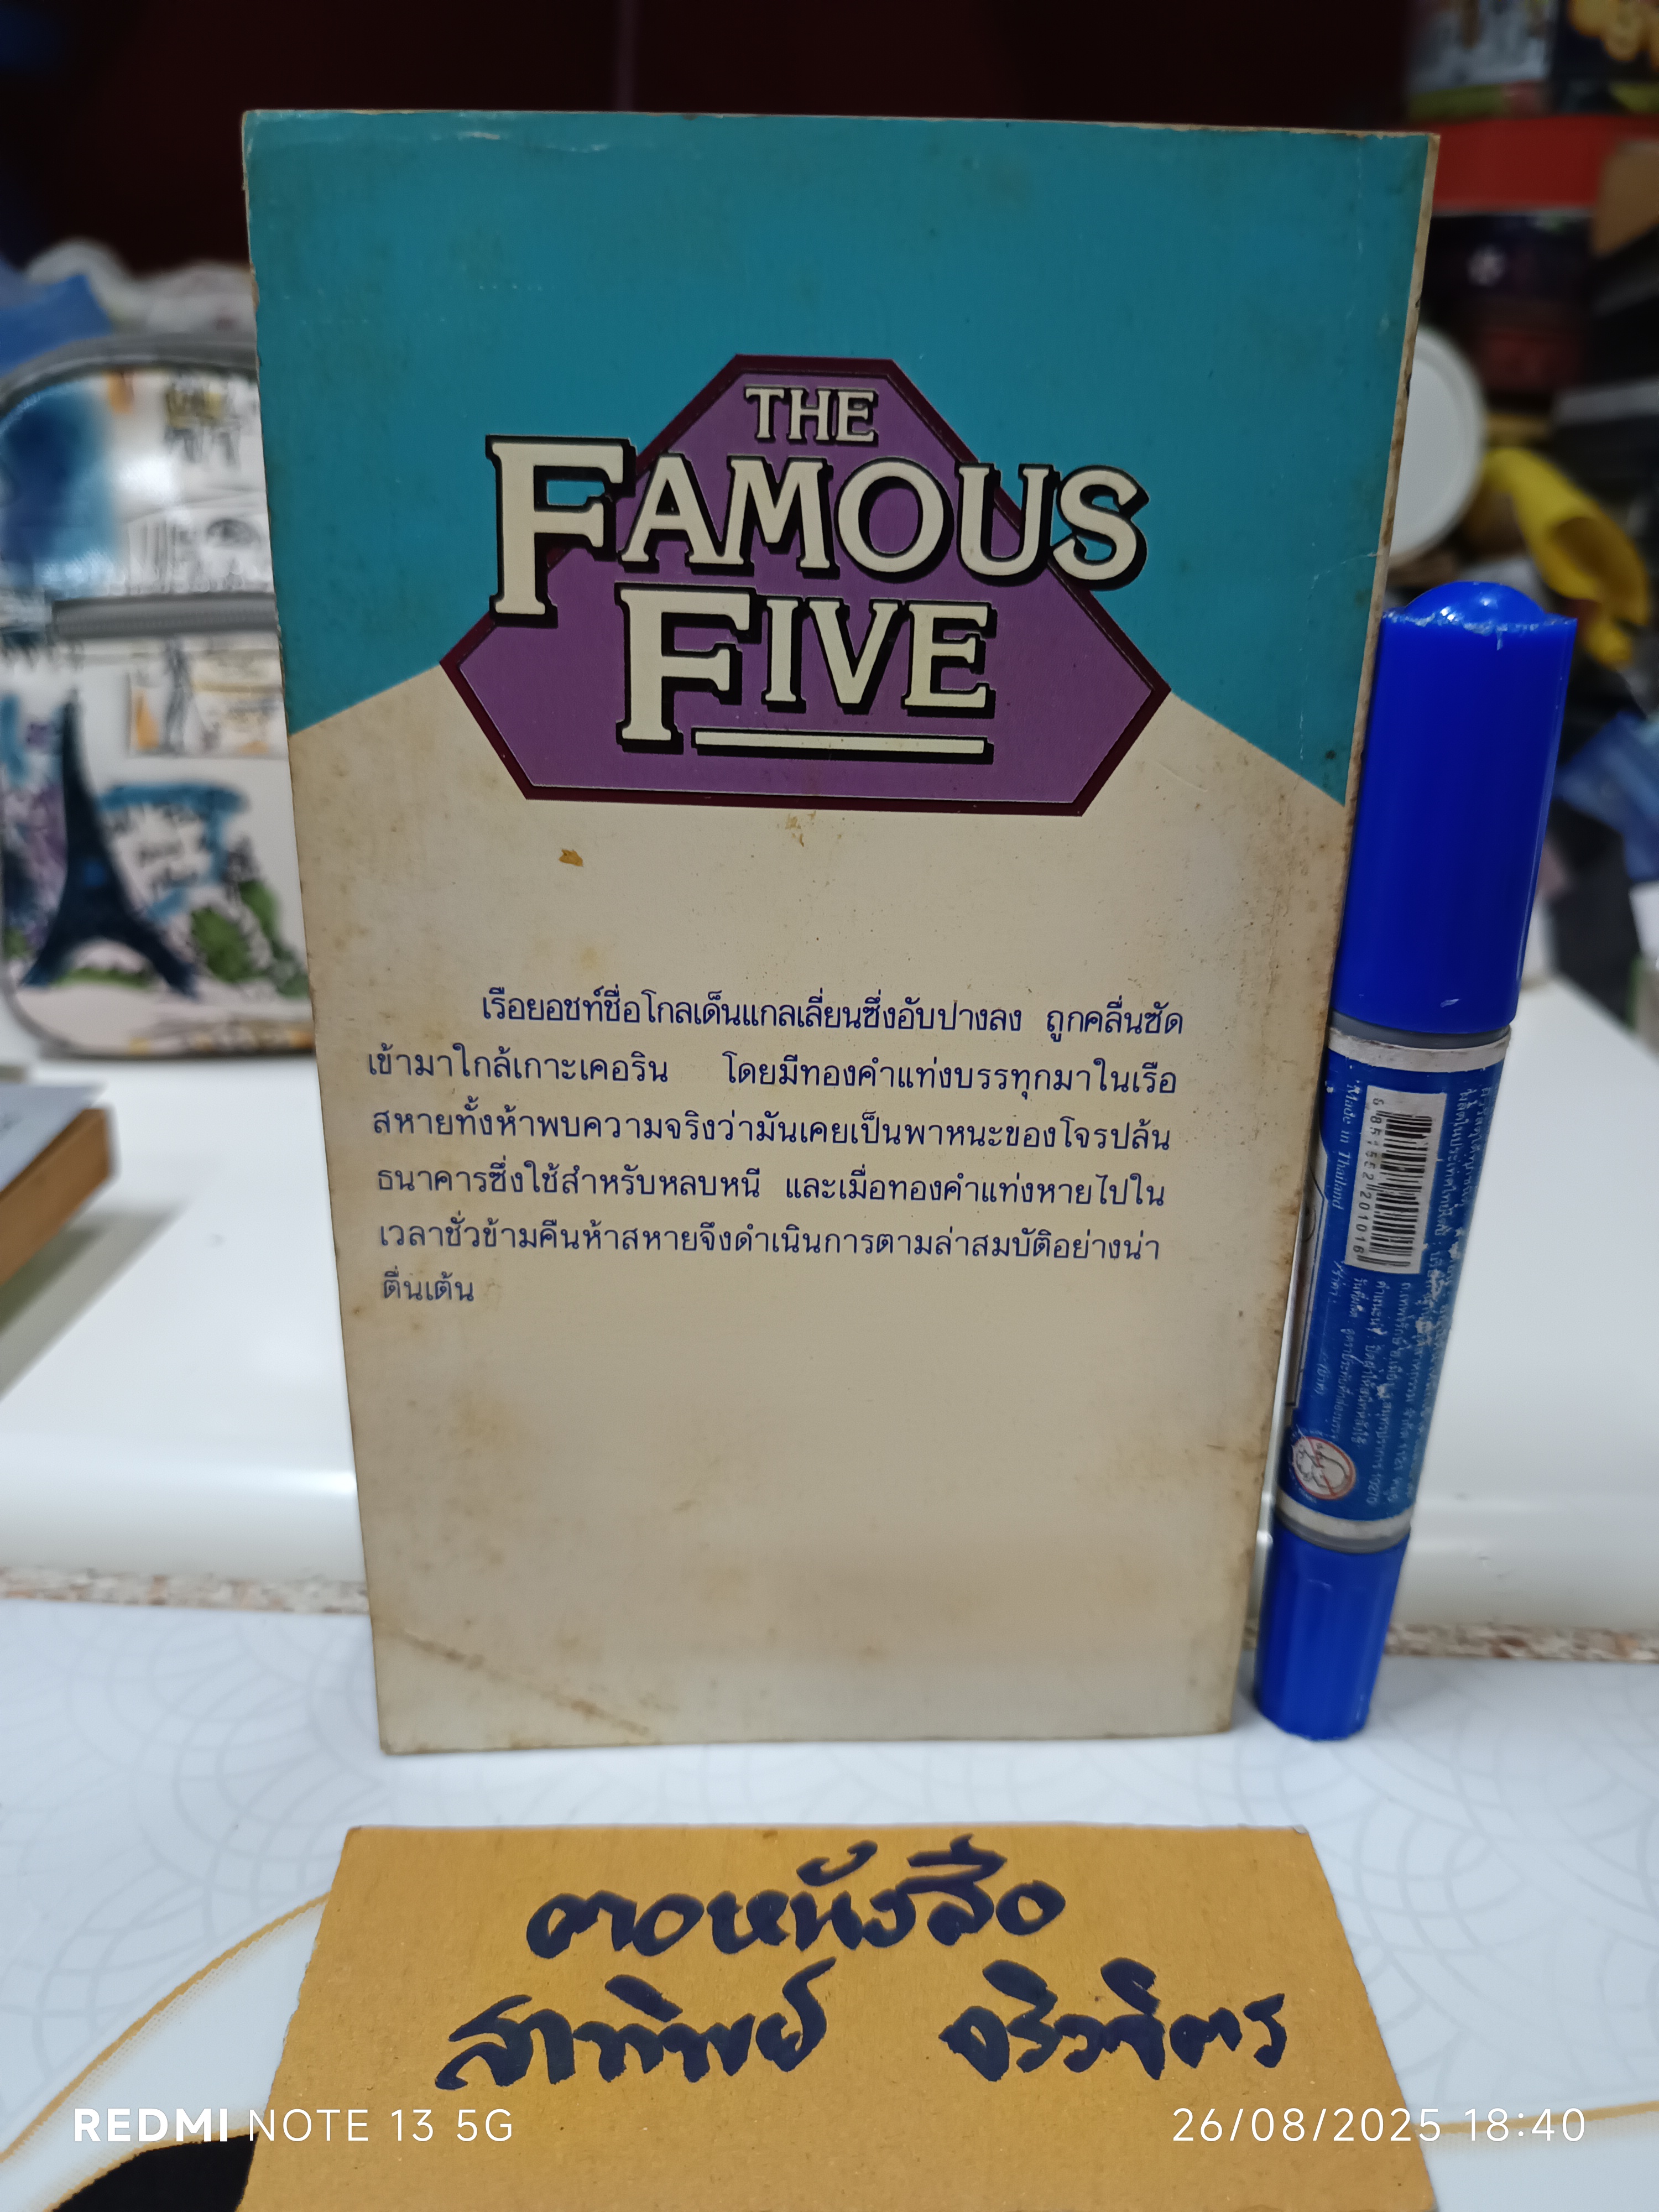 THE
FAMOUS
FIVE
เรือยอชท์ชื่อโกลเด็นแกลเลี่ยนซึ่งอับปางลง ถูกคลื่นซัด
เข้ามาใกล้เกาะเคอริน โดยมีทองคำแท่งบรรทุกมาในเรือ
สหายทั้งห้าพบความจริงว่ามันเคยเป็นพาหนะของโจรปล้น
ธนาคารซึ่งใช้สำหรับหลบหนี และเมื่อทองคำแท่งหายไปใน
เวลาชั่วข้ามคืนห้าสหายจึงดำเนินการตามล่าสมบัติอย่างน่า
ตื่นเต้น
Made in Thailand
ตอหนังสือ
สาทิพย์ จริวจิตร
REDMI NOTE 13 5G
26/08/2025 18:40